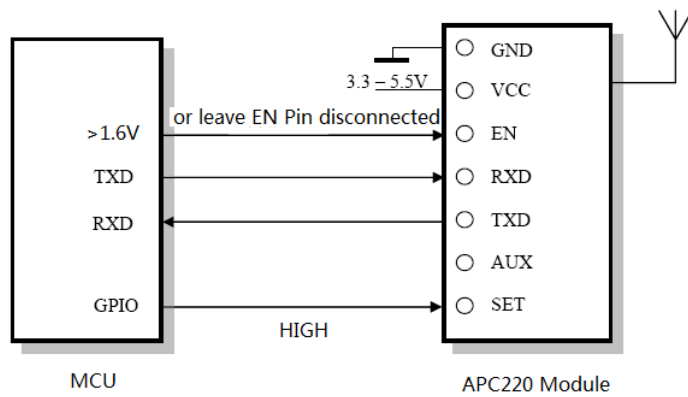 GND
3.3 – 5.5V
VCC
or leave EN Pin disconnected
>1.6V
EN
TXD
RXD
RXD
TXD
AUX
GPIO
SET
HIGH
MCU
APC220 Module